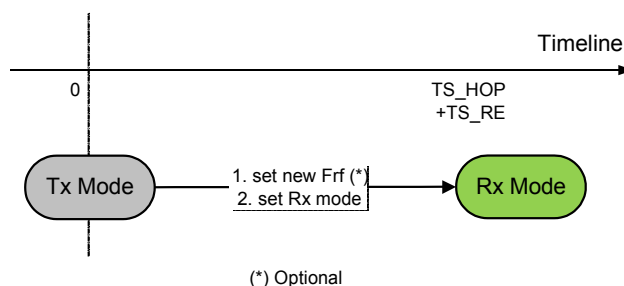 Timeline
0
TS_HOP
+TS_RE
Tx Mode
1. set new Frf (*)
2. set Rx mode
Rx Mode
(*) Optional